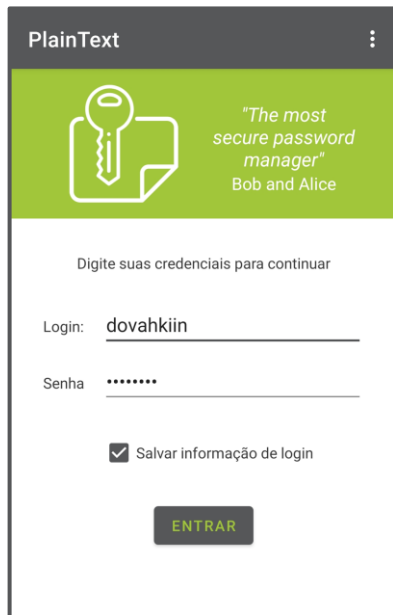 PlainText
"The most
secure password
manager"
Bob and Alice
Digite suas credenciais para continuar
Login: dovahkiin
Senha ••••••••
Salvar informação de login
ENTRAR